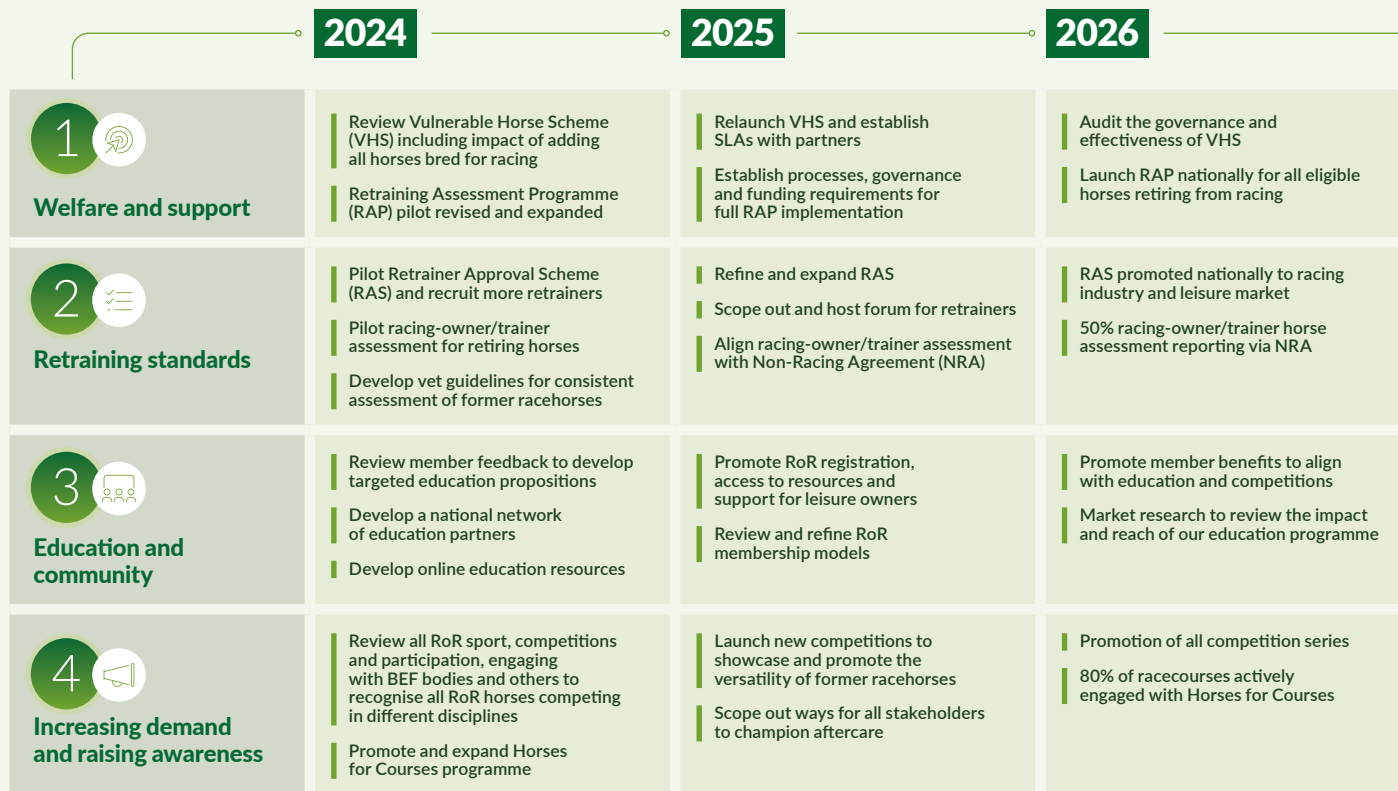 2024
2025
2026
1
Welfare and support
Review Vulnerable Horse Scheme
(VHS) including impact of adding
all horses bred for racing
Retraining Assessment Programme
(RAP) pilot revised and expanded
Relaunch VHS and establish
SLAs with partners
Establish processes, governance
and funding requirements for
full RAP implementation
Audit the governance and
effectiveness of VHS
Launch RAP nationally for all eligible
horses retiring from racing
2
Retraining standards
Pilot Retrainer Approval Scheme
(RAS) and recruit more retrainers
Pilot racing-owner/trainer
assessment for retiring horses
Develop vet guidelines for consistent
assessment of former racehorses
Refine and expand RAS
Scope out and host forum for retrainers
Align racing-owner/trainer assessment
with Non-Racing Agreement (NRA)
RAS promoted nationally to racing
industry and leisure market
50% racing-owner/trainer horse
assessment reporting via NRA
3
Education and
community
Review member feedback to develop
targeted education propositions
Develop a national network
of education partners
Develop online education resources
Promote RoR registration,
access to resources and
support for leisure owners
Review and refine RoR
membership models
Promote member benefits to align
with education and competitions
Market research to review the impact
and reach of our education programme
4
Increasing demand
and raising awareness
Review all RoR sport, competitions
and participation, engaging
with BEF bodies and others to
recognise all RoR horses competing
in different disciplines
Promote and expand Horses
for Courses programme
Launch new competitions to
showcase and promote the
versatility of former racehorses
Scope out ways for all stakeholders
to champion aftercare
Promotion of all competition series
80% of racecourses actively
engaged with Horses for Courses